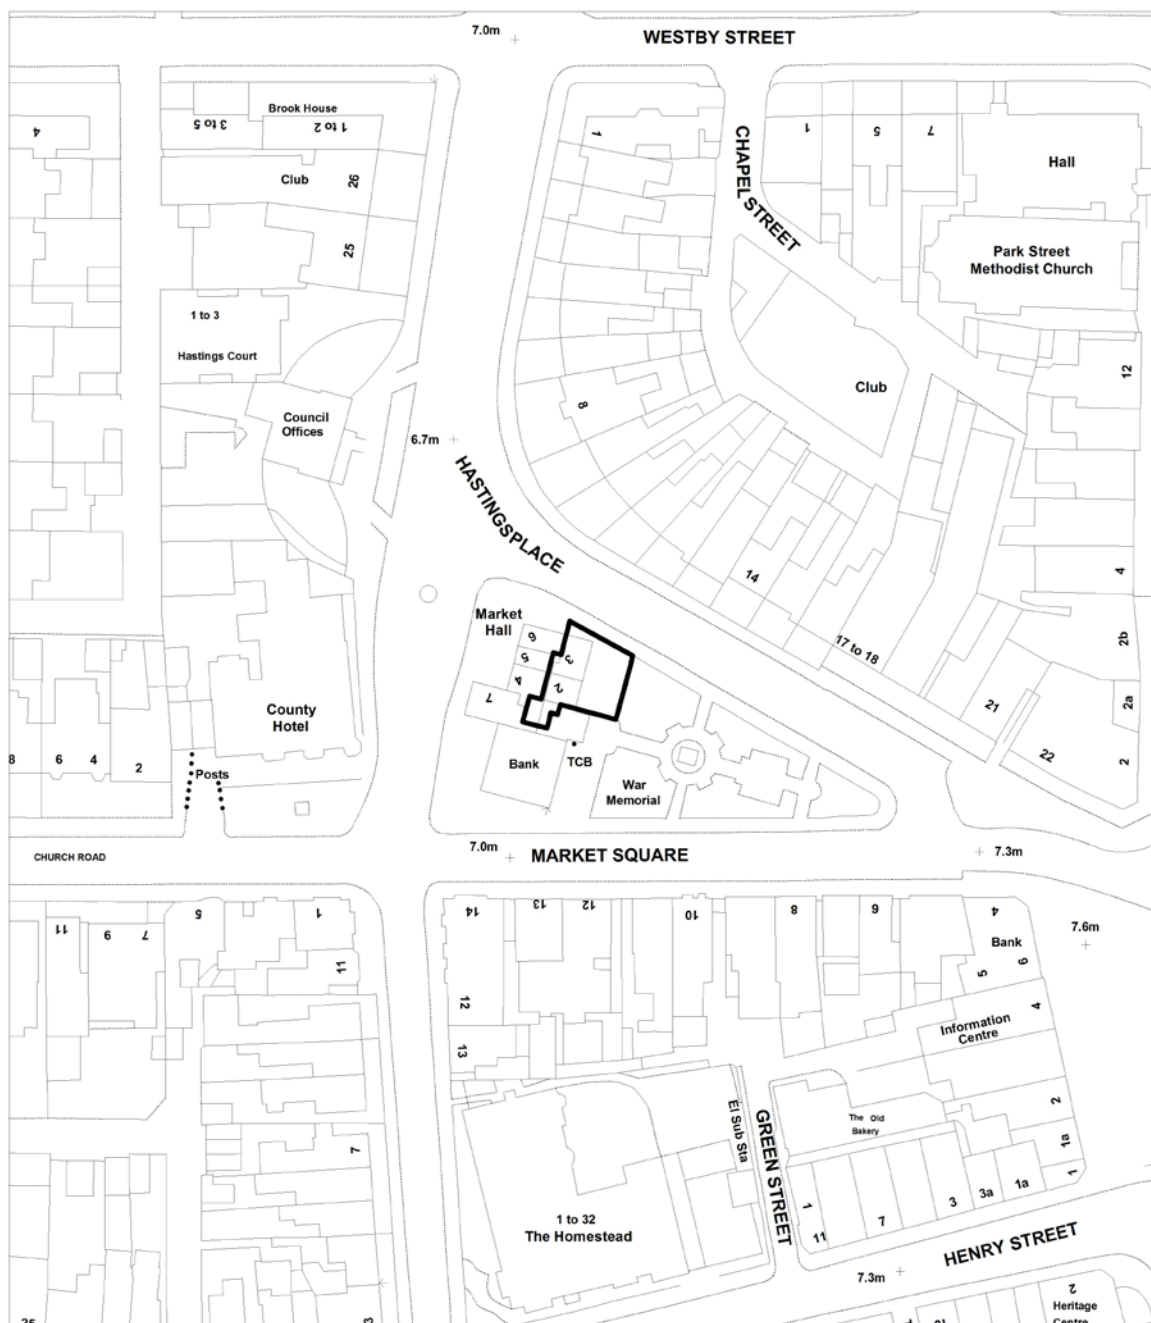 7.0m
WESTBY STREET
Brook House
3 to 5
1 to 2
4
1
CHAPEL STREET
1
5
7
Hall
Club
26
25
Park Street
Methodist Church
1 to 3
Hastings Court
12
Club
8
Council
Offices
6.7m
HASTINGSPLACE
14
4
Market
Hall
6
5
4
3
2
7
17 to 18
2b
2a
21
22
2
County
Hotel
8
6
4
2
Posts
Bank
TCB
War
Memorial
CHURCH ROAD
7.0m
MARKET SQUARE
7.3m
11
9
7
5
1
11
14
13
12
10
8
6
4
Bank
5
6
7.6m
12
13
4
Information
Centre
El Sub Sta
GREEN STREET
The Old
Bakery
2
1a
1
7
1
11
7
3
3a
1a
1 to 32
The Homestead
HENRY STREET
7.3m
2
Heritage
Centre